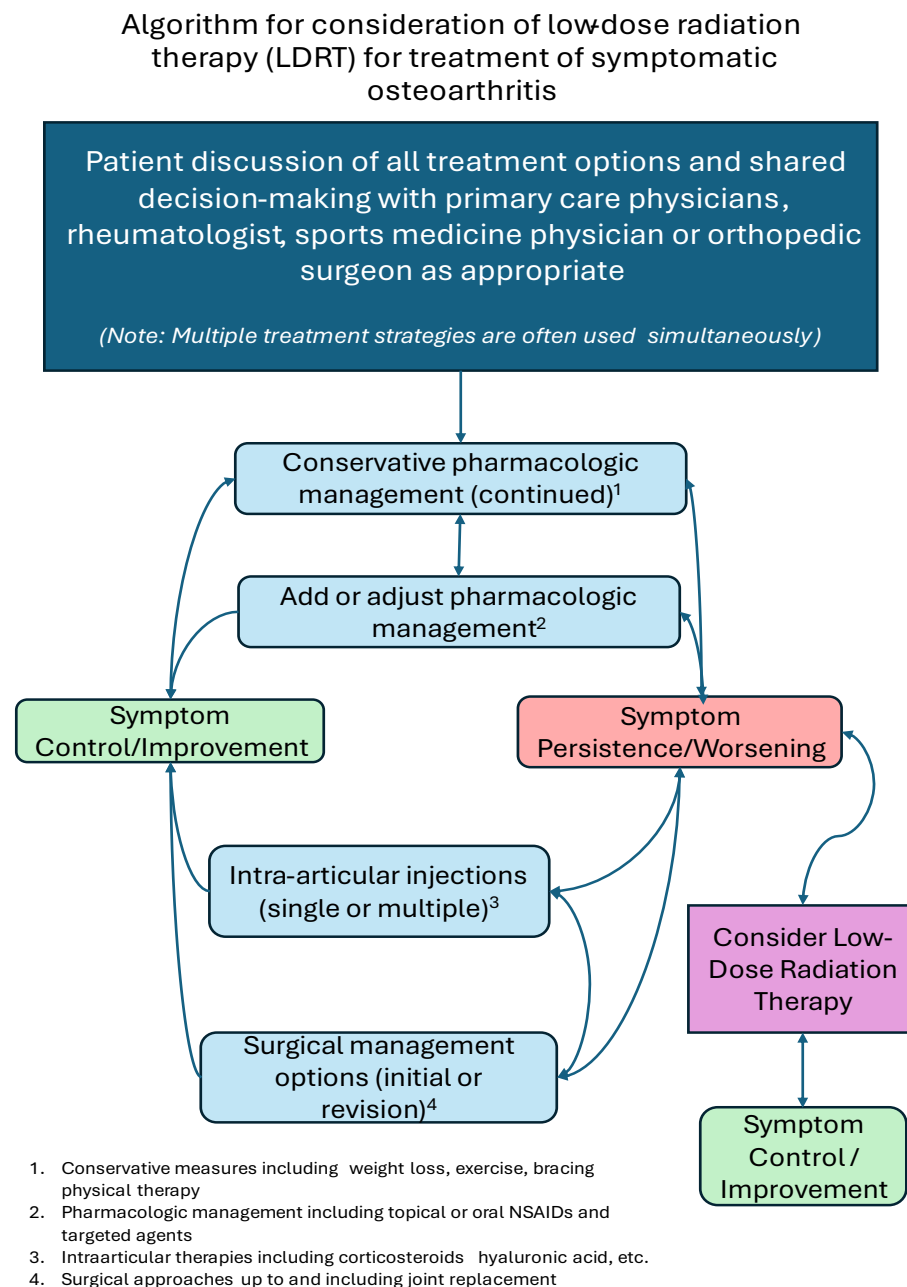 Algorithm for consideration of low-dose radiation
therapy (LDRT) for treatment of symptomatic
osteoarthritis
Patient discussion of all treatment options and shared
decision-making with primary care physicians,
rheumatologist, sports medicine physician or orthopedic
surgeon as appropriate
(Note: Multiple treatment strategies are often used simultaneously)
Conservative pharmacologic
management (continued)1
Add or adjust pharmacologic
management2
Symptom
Control/Improvement
Symptom
Persistence/Worsening
Intra-articular injections
(single or multiple)3
Consider Low-
Dose Radiation
Therapy
Surgical management
options (initial or
revision)4
Symptom
Control /
Improvement
1. Conservative measures including weight loss, exercise, bracing
physical therapy
2. Pharmacologic management including topical or oral NSAIDs and
targeted agents
3. Intraarticular therapies including corticosteroids hyaluronic acid, etc.
4. Surgical approaches up to and including joint replacement